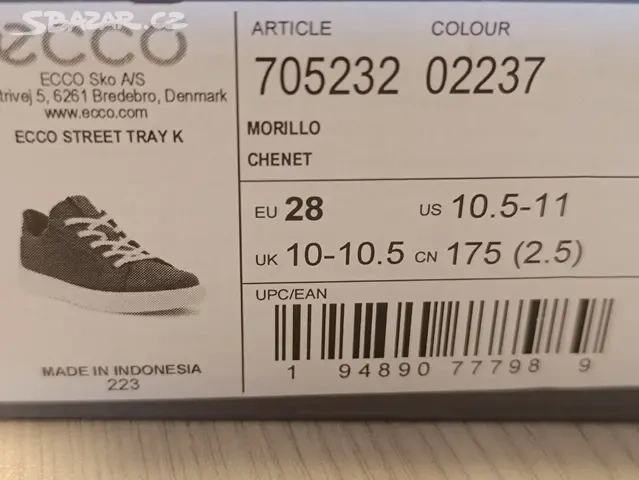 SBAZAR.CZ
ecco
ECCO Sko A/S
trivej 5, 6261 Bredebro, Denmark
www.ecco.com
ECCO STREET TRAY K
MADE IN INDONESIA
223
ARTICLE COLOUR
705232 02237
MORILLO
CHENET
EU 28 US 10.5-11
UK 10-10.5 CN 175 (2.5)
UPC/EAN
1 94890 77798 9